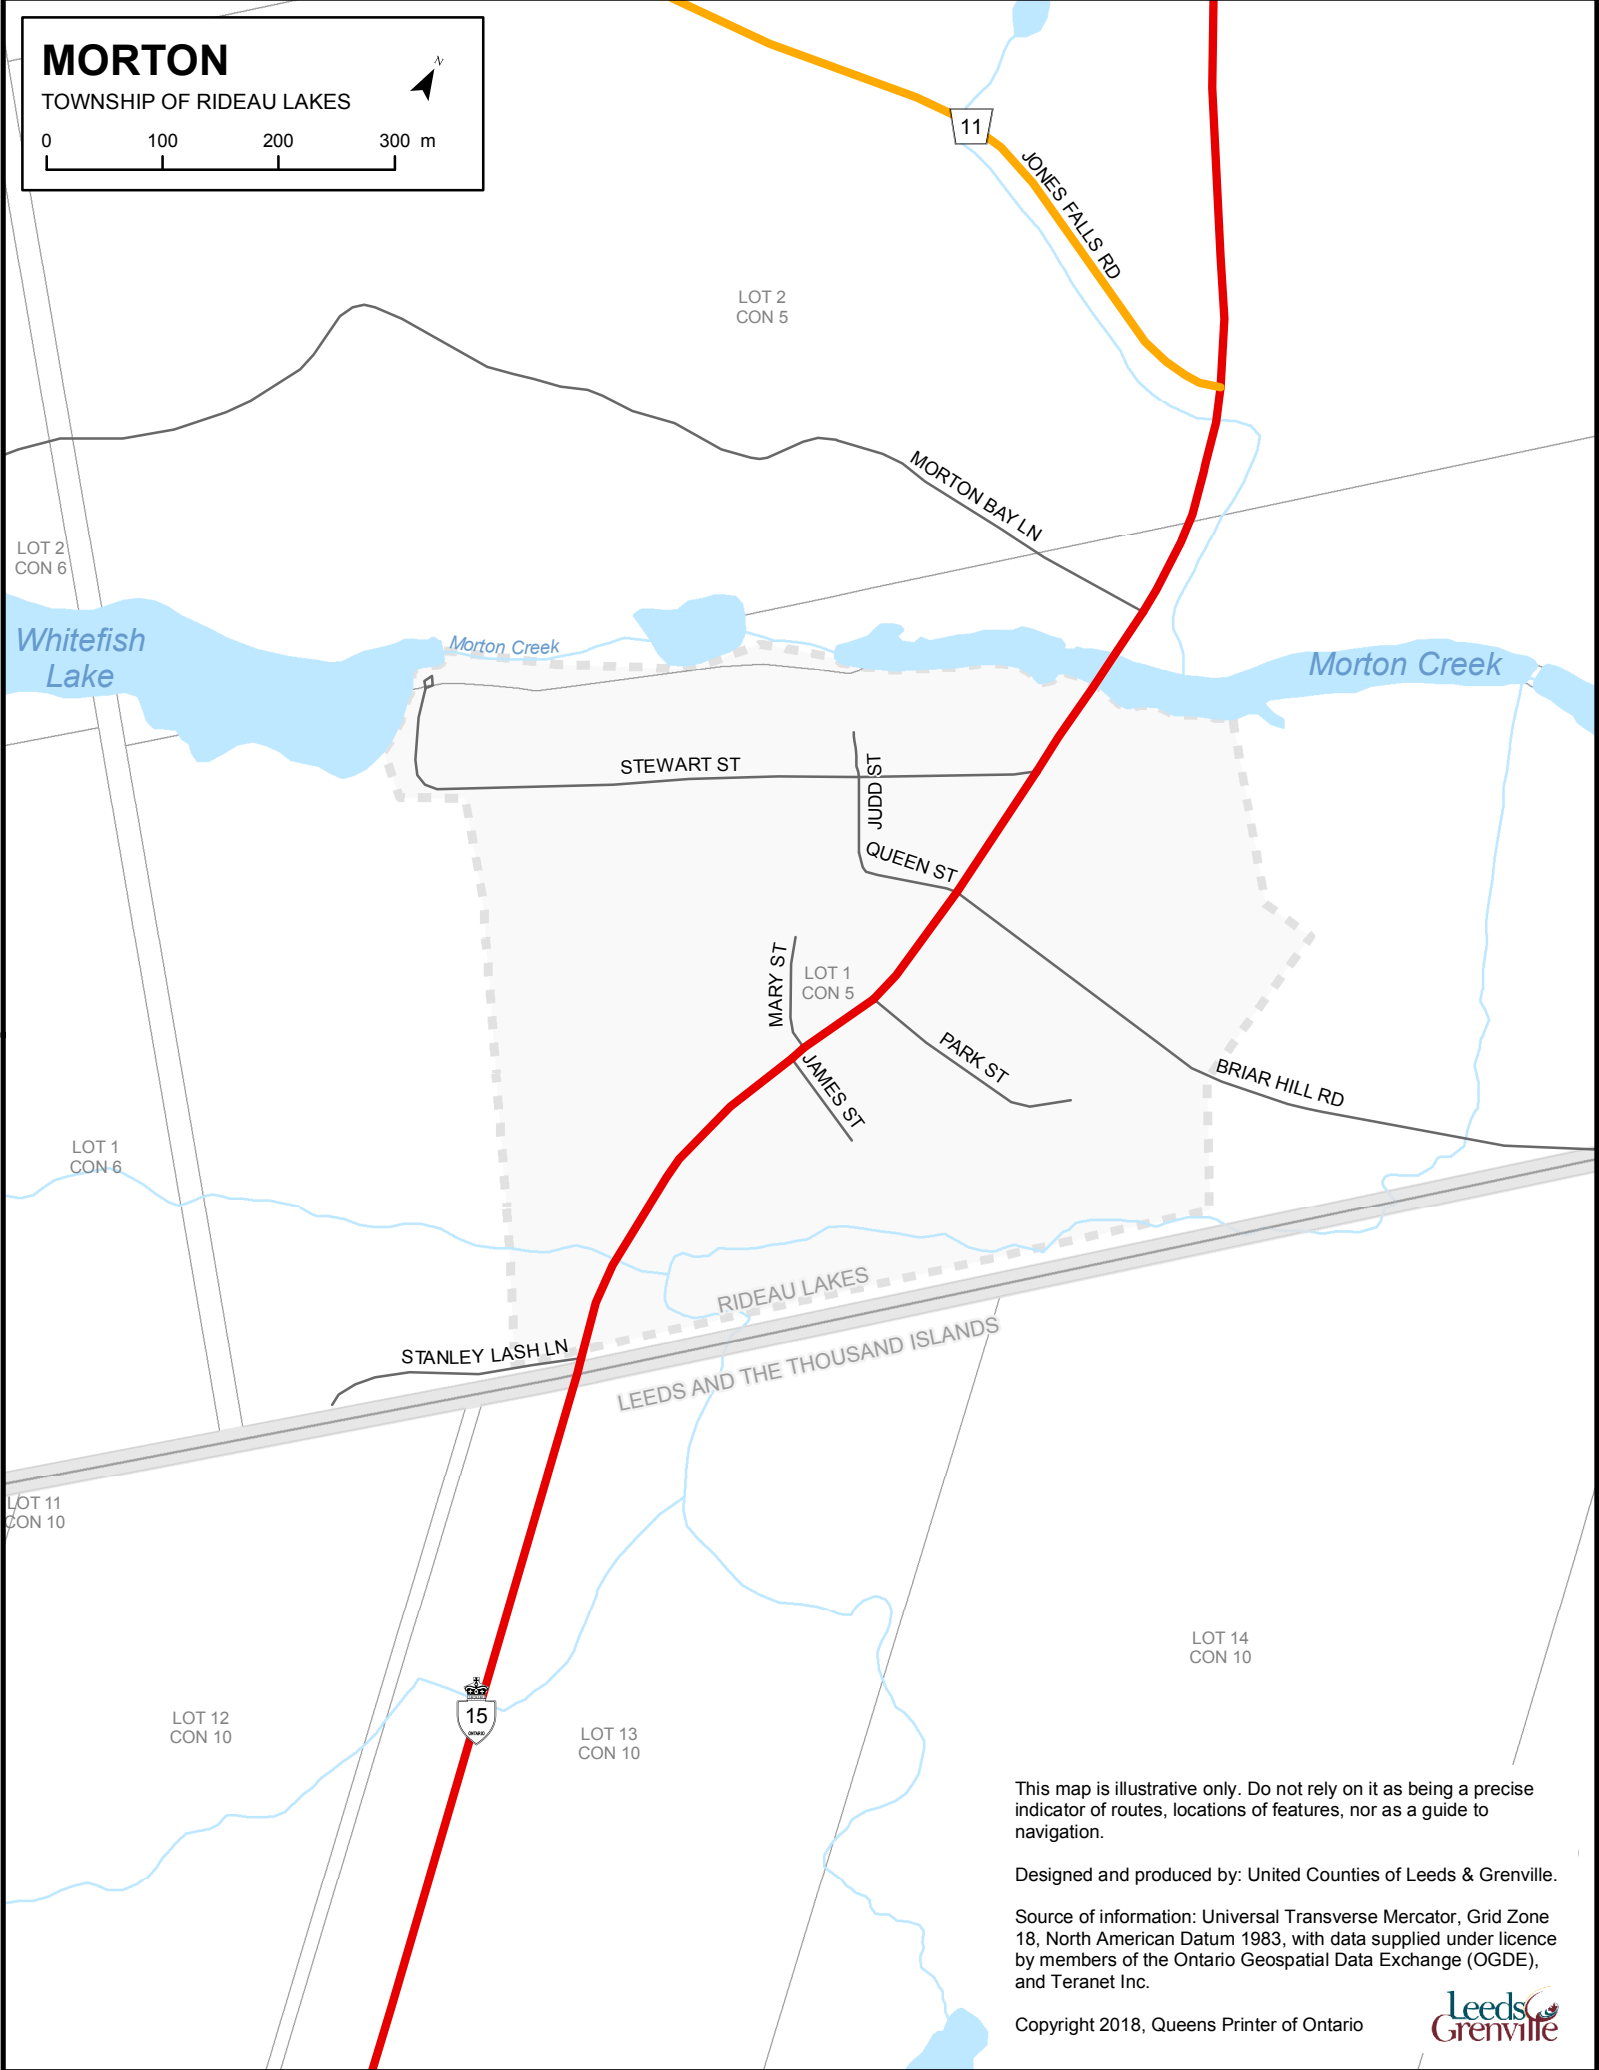 MORTON
TOWNSHIP OF RIDEAU LAKES
N
0 100 200 300 m
11
JONES FALLS RD
LOT 2
CON 5
MORTON BAY LN
LOT 2
CON 6
Whitefish
Lake
Morton Creek
Morton Creek
STEWART ST
JUDD ST
QUEEN ST
MARY ST
LOT 1
CON 5
PARK ST
JAMES ST
BRIAR HILL RD
LOT 1
CON 6
RIDEAU LAKES
LEEDS AND THE THOUSAND ISLANDS
STANLEY LASH LN
LOT 11
CON 10
LOT 14
CON 10
15
ONTARIO
LOT 12
CON 10
LOT 13
CON 10
This map is illustrative only. Do not rely on it as being a precise
indicator of routes, locations of features, nor as a guide to
navigation.
Designed and produced by: United Counties of Leeds & Grenville.
Source of information: Universal Transverse Mercator, Grid Zone
18, North American Datum 1983, with data supplied under licence
by members of the Ontario Geospatial Data Exchange (OGDE),
and Teranet Inc.
Copyright 2018, Queens Printer of Ontario
Leeds
Grenville